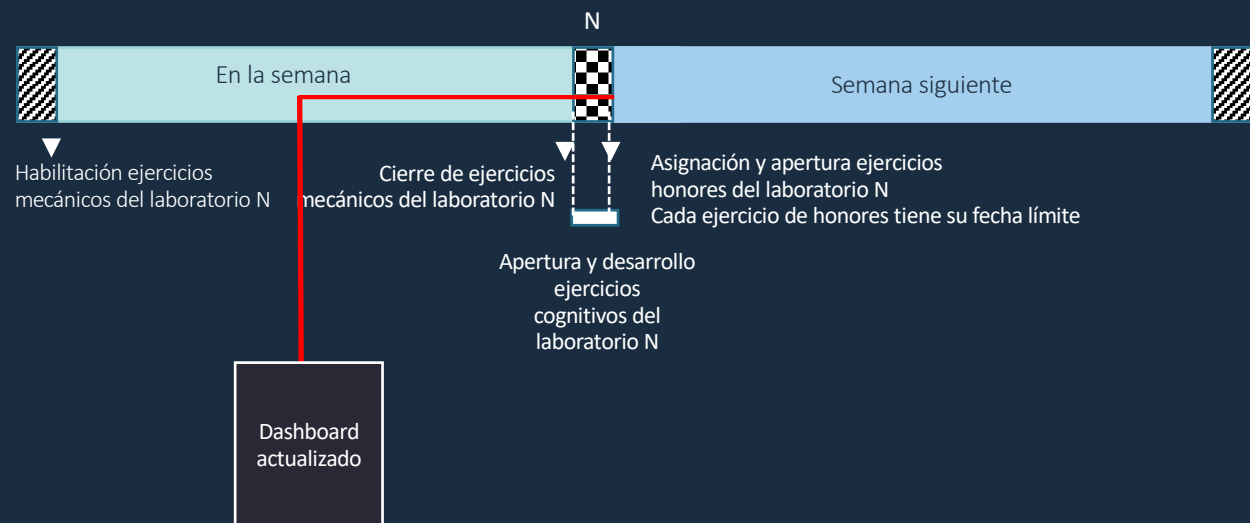 N
En la semana
Semana siguiente
Habilitación ejercicios
mecánicos del laboratorio N
Cierre de ejercicios
mecánicos del laboratorio N
Asignación y apertura ejercicios
honores del laboratorio N
Cada ejercicio de honores tiene su fecha límite
Apertura y desarrollo
ejercicios
cognitivos del
laboratorio N
Dashboard
actualizado